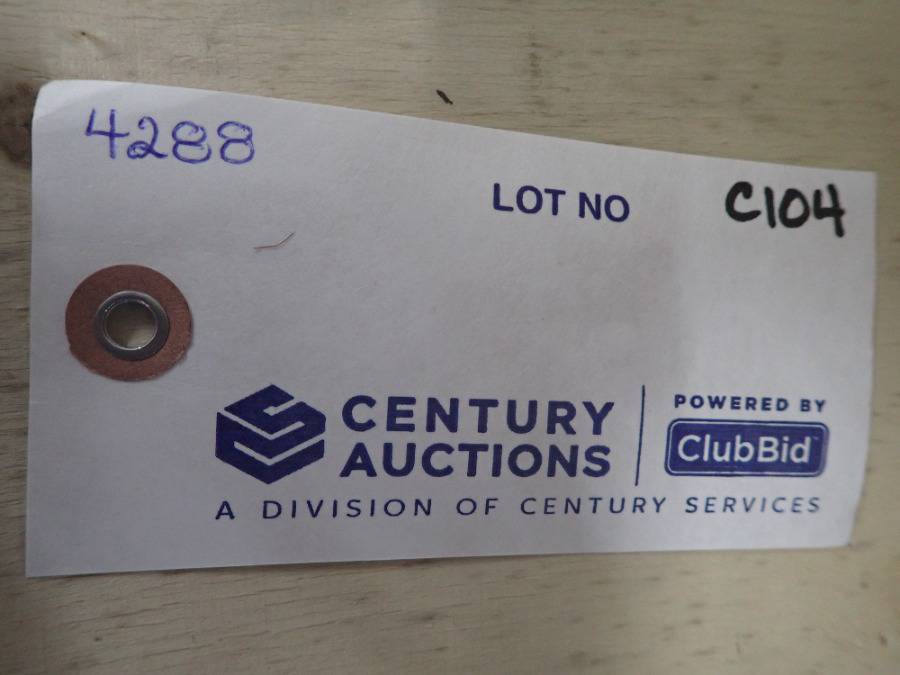 4288
LOT NO C104
CENTURY AUCTIONS
POWERED BY
ClubBid
A DIVISION OF CENTURY SERVICES